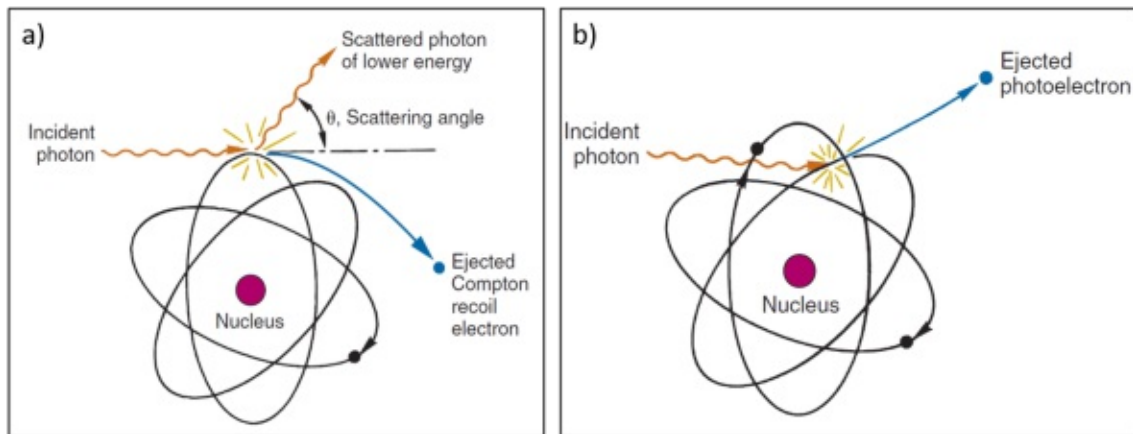 a)
Scattered photon
of lower energy
θ, Scattering angle
Incident
photon
Ejected
Compton
recoil
electron
Nucleus
b)
Ejected
photoelectron
Incident
photon
Nucleus